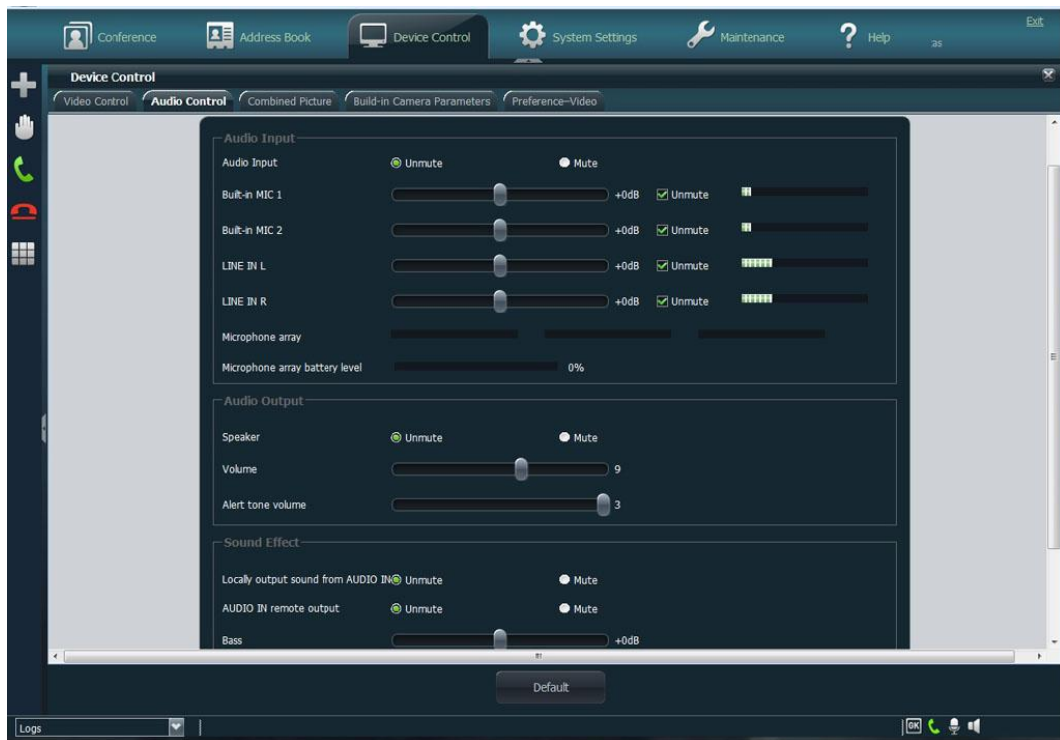 Exit
Conference Address Book Device Control System Settings Maintenance Help
Device Control
Video Control Audio Control Combined Picture Build-in Camera Parameters Preference-Video
Audio Input
Audio Input Unmute Mute
Built-in MIC 1 +0dB Unmute
Built-in MIC 2 +0dB Unmute
LINE IN L +0dB Unmute
LINE IN R +0dB Unmute
Microphone array
Microphone array battery level 0%
Audio Output
Speaker Unmute Mute
Volume 9
Alert tone volume 3
Sound Effect
Locally output sound from AUDIO IN Unmute Mute
AUDIO IN remote output Unmute Mute
Bass +0dB
Default
Logs GK